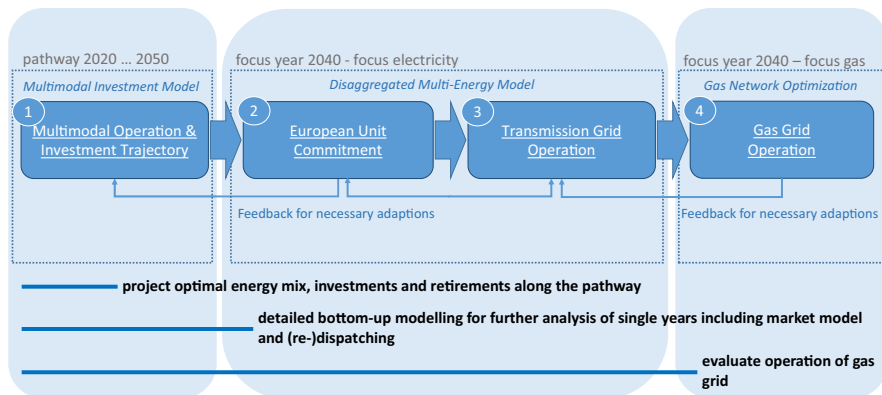 pathway 2020 ... 2050
focus year 2040 - focus electricity
focus year 2040 – focus gas
Multimodal Investment Model
Disaggregated Multi-Energy Model
Gas Network Optimization
1
Multimodal Operation &
Investment Trajectory
2
European Unit
Commitment
3
Transmission Grid
Operation
4
Gas Grid
Operation
Feedback for necessary adaptions
Feedback for necessary adaptions
project optimal energy mix, investments and retirements along the pathway
detailed bottom-up modelling for further analysis of single years including market model
and (re-)dispatching
evaluate operation of gas
grid